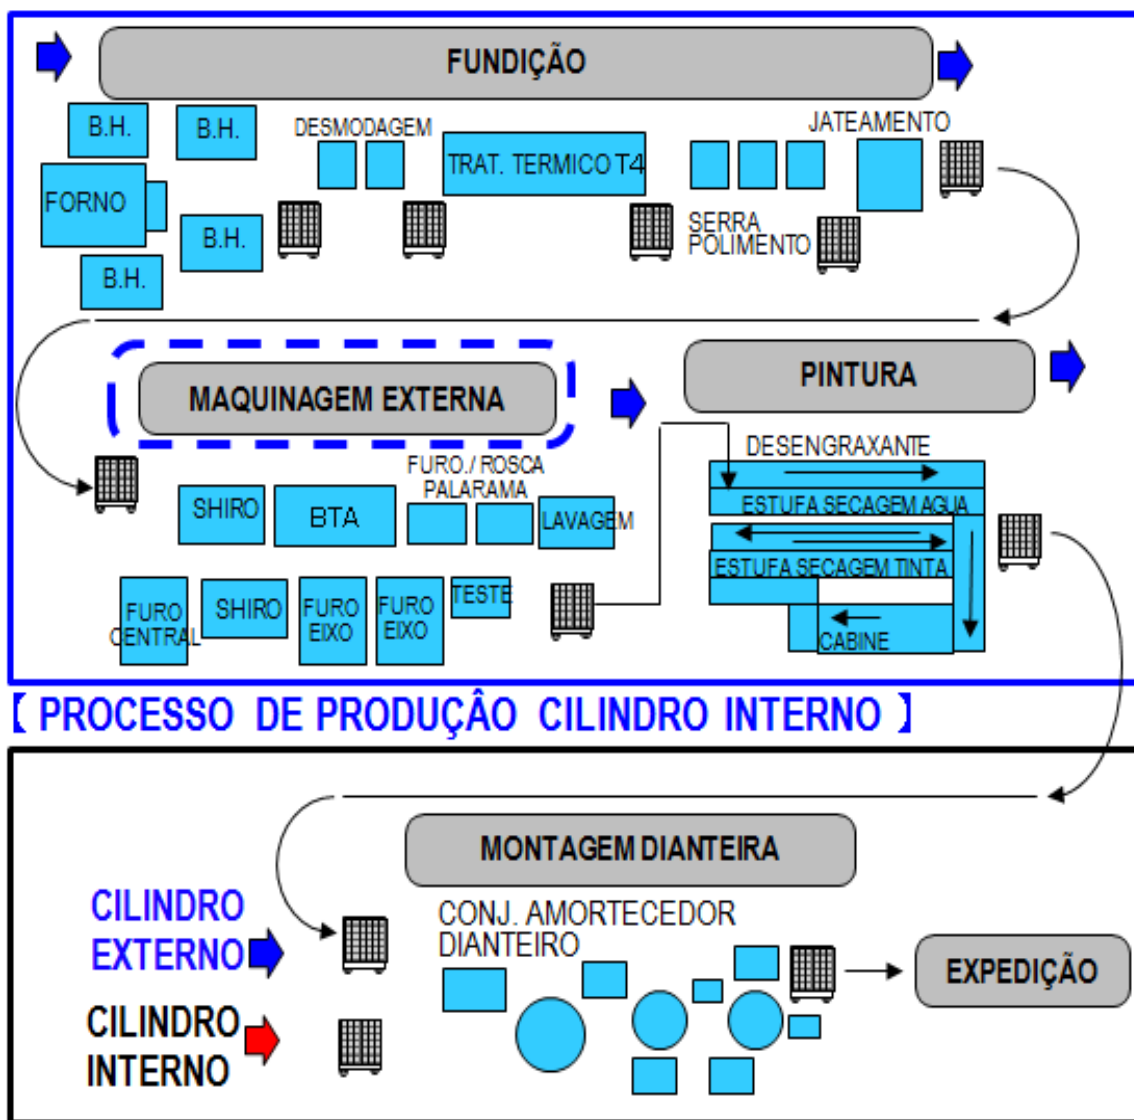 FUNDIÇÃO
B.H.
B.H.
DESMODAGEM
JATEAMENTO
TRAT. TERMICO T4
FORNO
SERRA
POLIMENTO
B.H.
B.H.
MAQUINAGEM EXTERNA
PINTURA
DESENGRAXANTE
FURO./ ROSCA
PALARAMA
SHIRO
BTA
LAVAGEM
ESTUFA SECAGEM AGUA
ESTUFA SECAGEM TINTA
FURO
CENTRAL
SHIRO
FURO
EIXO
FURO
EIXO
TESTE
CABINE
【 PROCESSO DE PRODUÇÂO CILINDRO INTERNO 】
MONTAGEM DIANTEIRA
CILINDRO
EXTERNO
CONJ. AMORTECEDOR
DIANTEIRO
EXPEDIÇÃO
CILINDRO
INTERNO